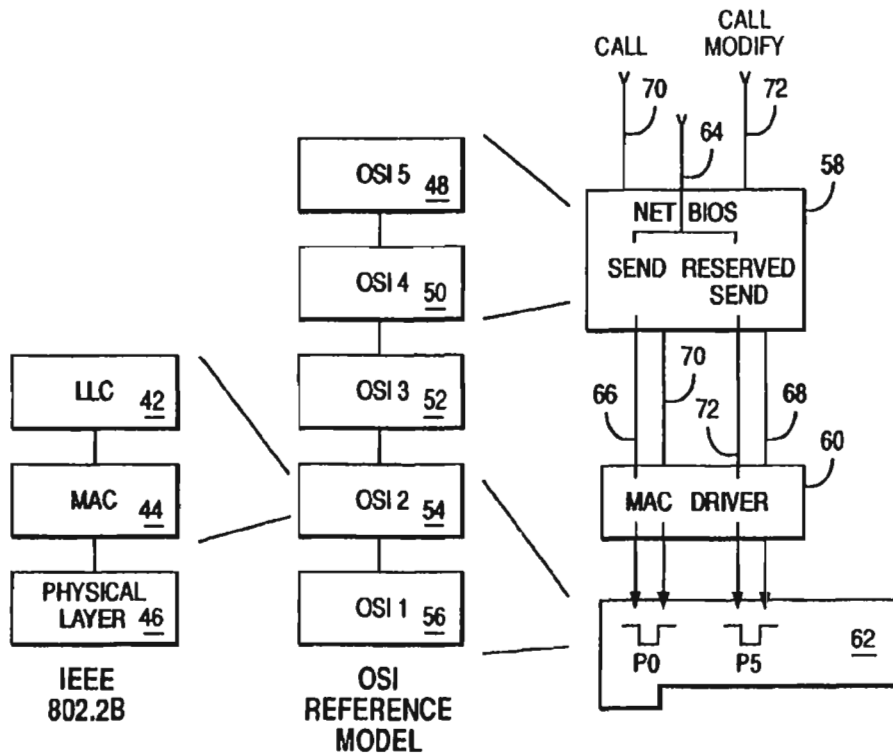 CALL
CALL
MODIFY
70
64
72
OSI 5 48
58
NET BIOS
SEND RESERVED
SEND
OSI 4 50
LLC 42
OSI 3 52
66
70
72
68
60
MAC 44
OSI 2 54
MAC DRIVER
PHYSICAL
LAYER 46
OSI 1 56
P0
P5
62
IEEE
802.2B
OSI
REFERENCE
MODEL